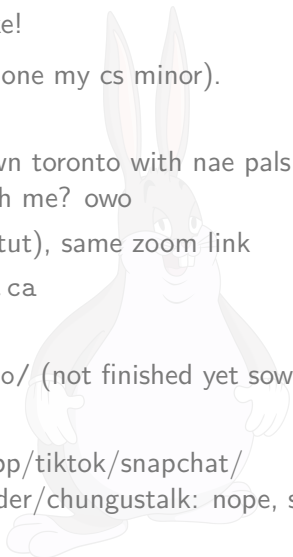 e!
one my cs minor).
wn toronto with nae pals
h me? owo
tut), same zoom link
.ca
o/ (not finished yet sow
pp/tiktok/snapchat/
der/chungustalk: nope, s